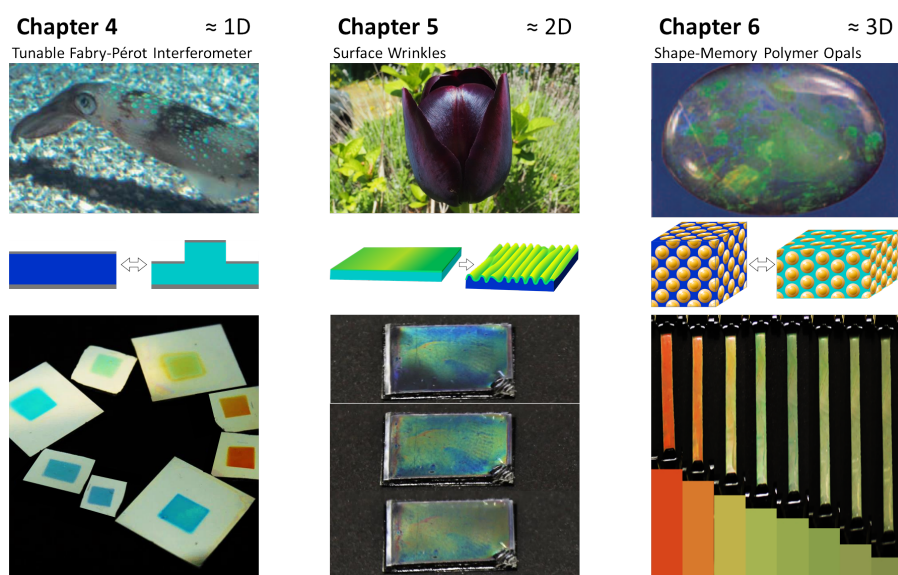 Chapter 4 ≈ 1D
Tunable Fabry-Pérot Interferometer
Chapter 5 ≈ 2D
Surface Wrinkles
Chapter 6 ≈ 3D
Shape-Memory Polymer Opals